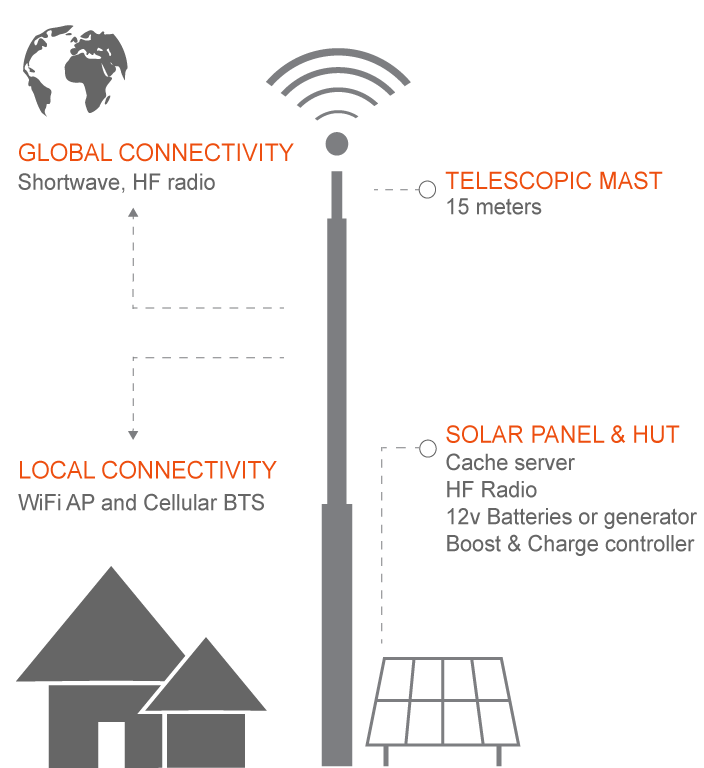 GLOBAL CONNECTIVITY
Shortwave, HF radio
TELESCOPIC MAST
15 meters
LOCAL CONNECTIVITY
WiFi AP and Cellular BTS
SOLAR PANEL & HUT
Cache server
HF Radio
12v Batteries or generator
Boost & Charge controller